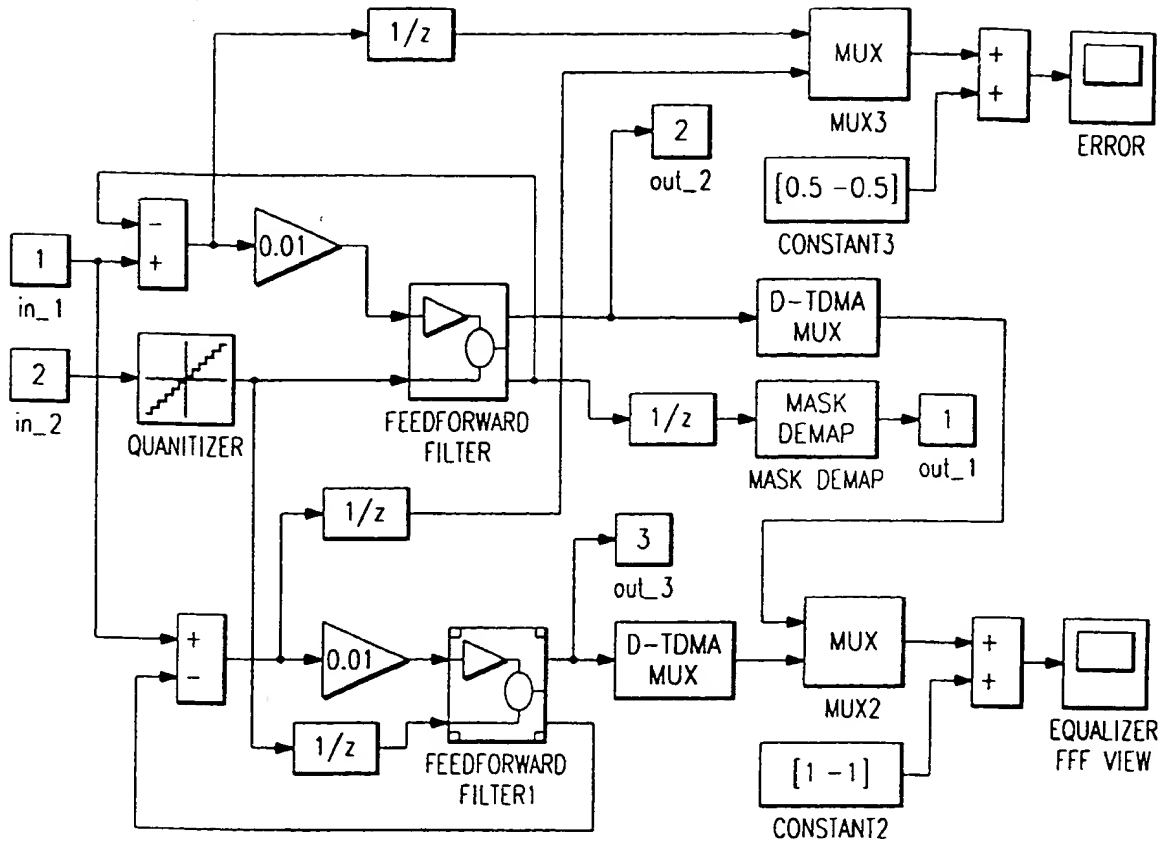 1/z
MUX
MUX3
+
+
ERROR
2
out_2
[0.5 -0.5]
CONSTANT3
-
+
1
in_1
0.01
2
in_2
QUANITIZER
FEEDFORWARD
FILTER
D-TDMA
MUX
1/z
MASK
DEMAP
MASK DEMAP
1
out_1
1/z
3
out_3
+
-
0.01
1/z
FEEDFORWARD
FILTER1
D-TDMA
MUX
MUX
MUX2
+
+
EQUALIZER
FFF VIEW
[1 -1]
CONSTANT2